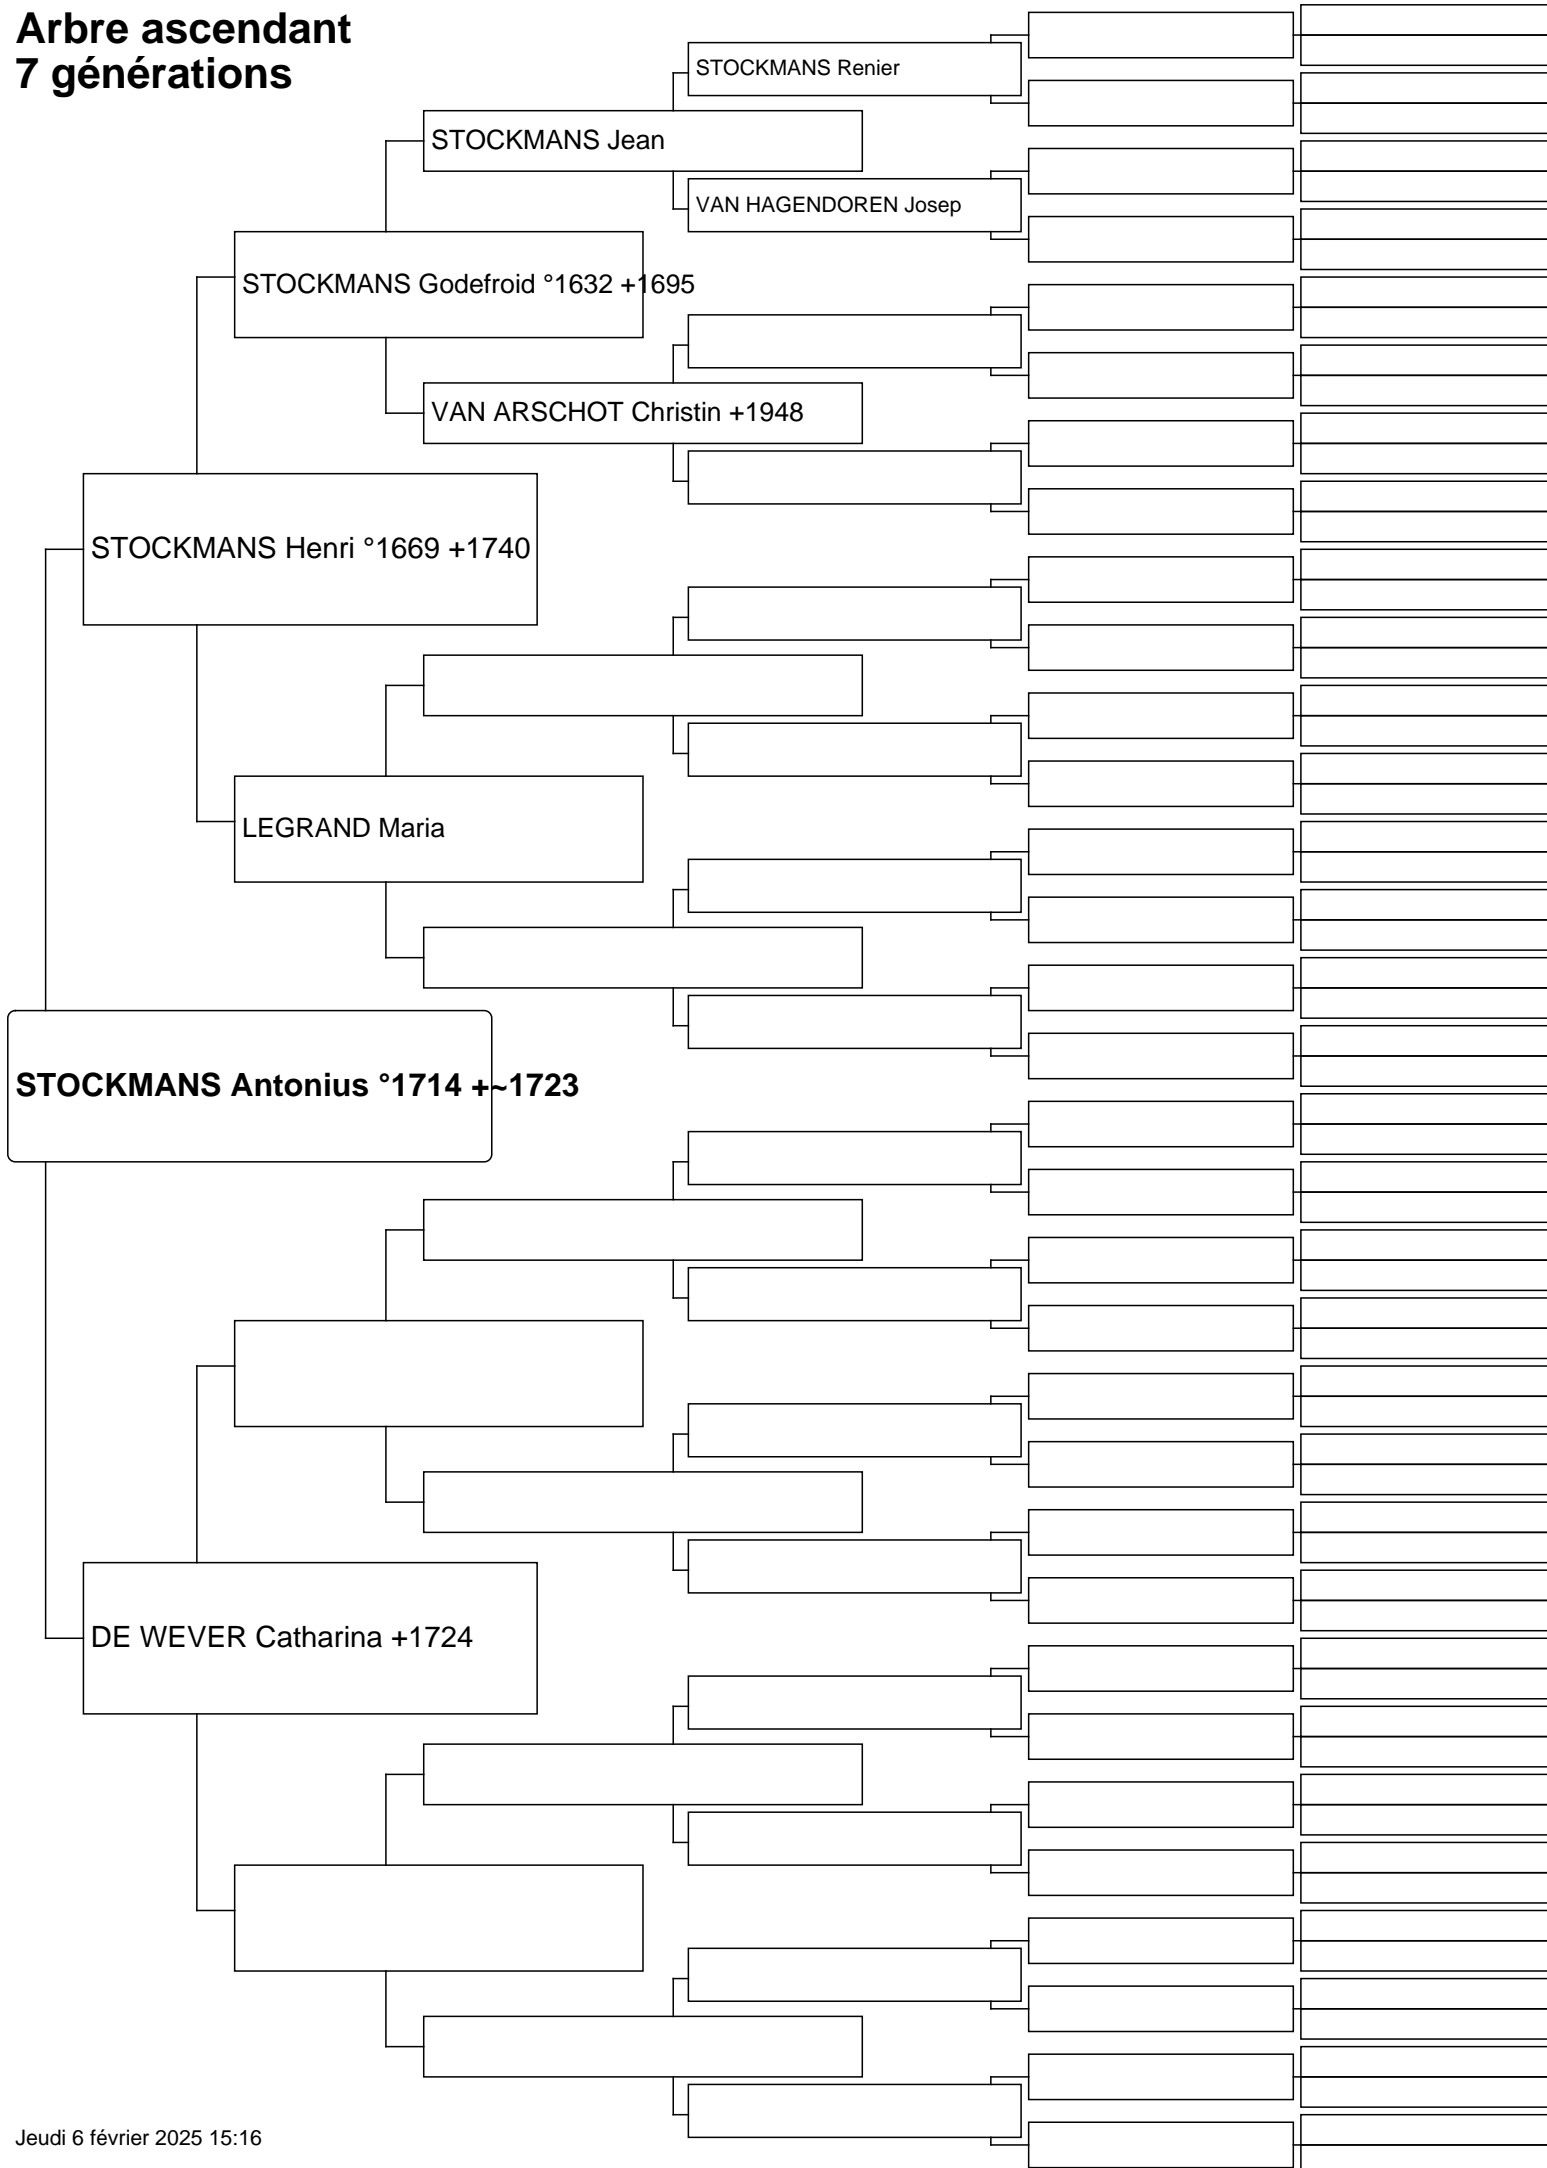 Arbre ascendant
7 générations
STOCKMANS Renier
STOCKMANS Jean
VAN HAGENDOREN Josep
STOCKMANS Godefroid °1632 +1695
VAN ARSCHOT Christin +1948
STOCKMANS Henri °1669 +1740
LEGRAND Maria
STOCKMANS Antonius °1714 +~1723
DE WEVER Catharina +1724
Jeudi 6 février 2025 15:16